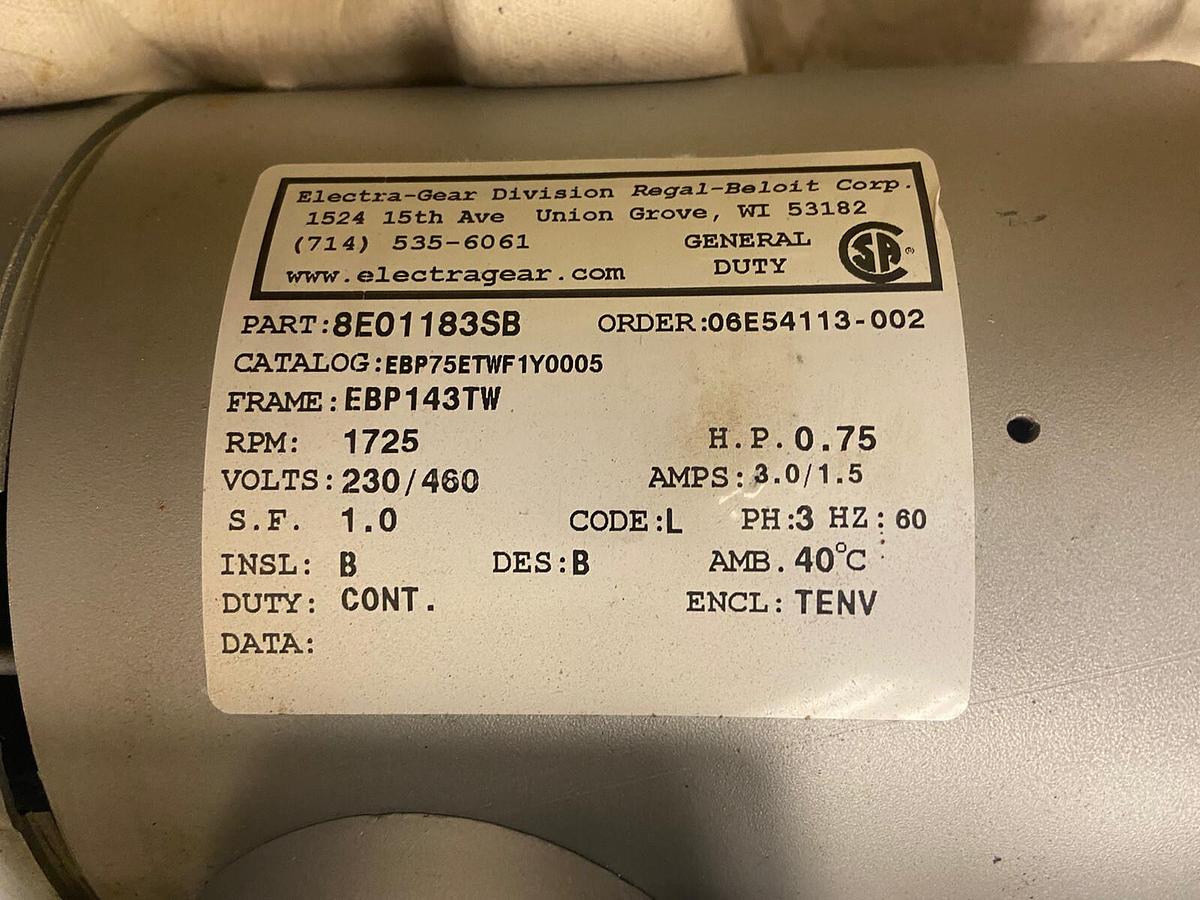 Electra-Gear Division Regal-Beloit Corp.
1524 15th Ave Union Grove, WI 53182
(714) 535-6061 GENERAL
www.electragear.com DUTY
SA ®
PART:8E01183SB ORDER:06E54113-002
CATALOG:EBP75ETWF1Y0005
FRAME:EBP143TW
RPM: 1725 H.P.0.75
VOLTS:230/460 AMPS:3.0/1.5
S.F. 1.0 CODE:L PH:3 HZ:60
INSL: B DES:B AMB.40°C
DUTY: CONT. ENCL:TENV
DATA: